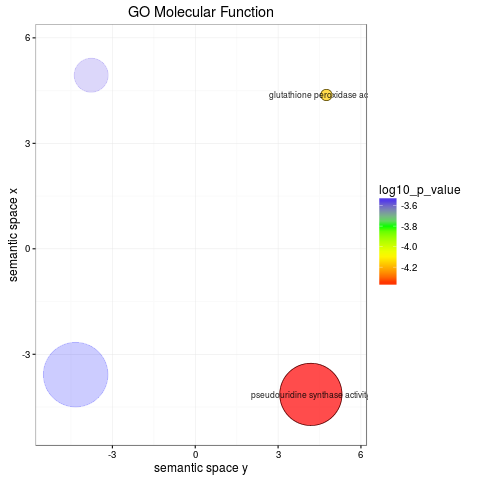 GO Molecular Function
6
3
0
-3
semantic space x
glutathione peroxidase ac
pseudouridine synthase activit
-3
0
3
6
semantic space y
log10_p_value
-3.6
-3.8
-4.0
-4.2